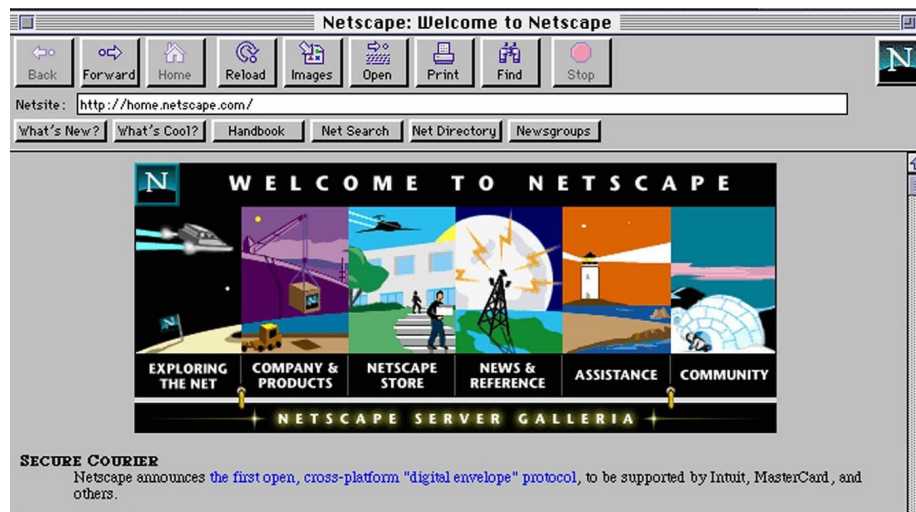 Netscape: Welcome to Netscape
Back Forward Home Reload Images Open Print Find Stop
N
Netsite: http://home.netscape.com/
What's New? What's Cool? Handbook Net Search Net Directory Newsgroups
N WELCOME TO NETSCAPE
N
N
EXPLORING THE NET
COMPANY & PRODUCTS
NETSCAPE STORE
NEWS & REFERENCE
ASSISTANCE
COMMUNITY
NETSCAPE SERVER GALLERIA
SECURE COURIER
Netscape announces the first open, cross-platform "digital envelope" protocol, to be supported by Intuit, MasterCard, and
others.